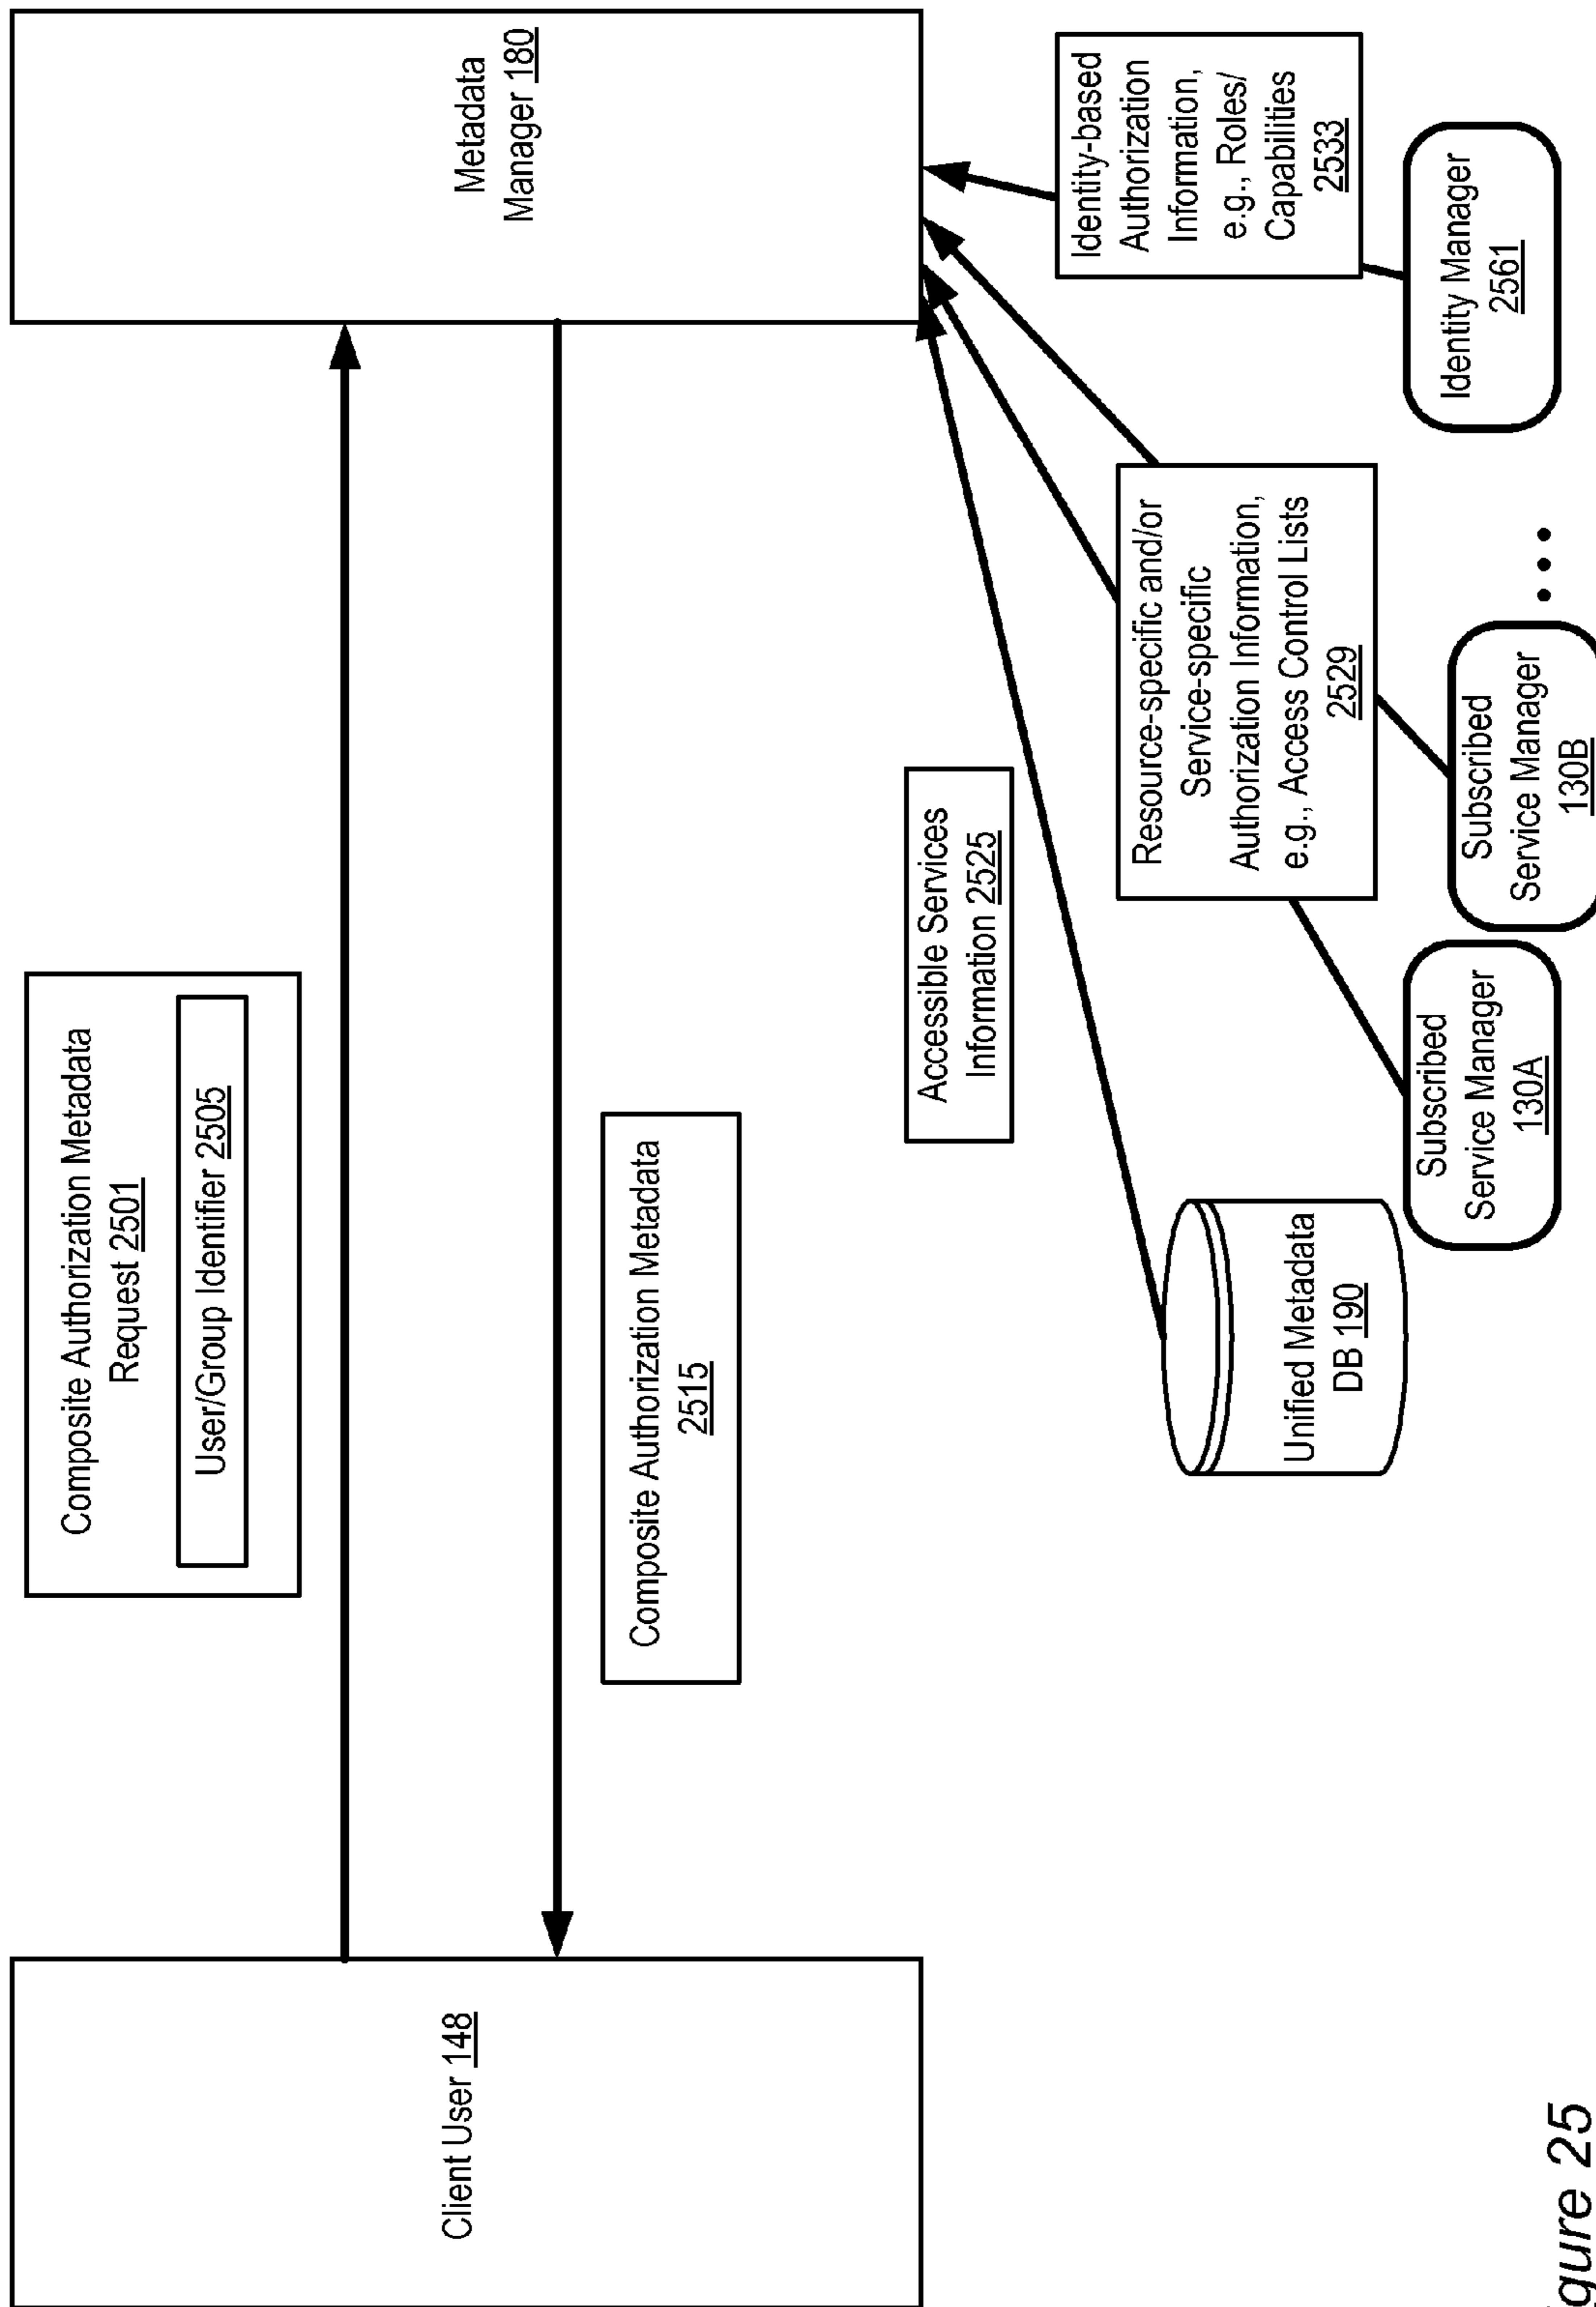 Composite Authorization Metadata
Request 2501
User/Group Identifier 2505
Client User 148
Metadata
Manager 180
Composite Authorization Metadata
2515
Accessible Services
Information 2525
Resource-specific and/or
Service-specific
Authorization Information,
e.g., Access Control Lists
2529
Identity-based
Authorization
Information,
e.g., Roles/
Capabilities
2533
Unified Metadata
DB 190
Subscribed
Service Manager
130A
Subscribed
Service Manager
130B
...
Identity Manager
2561
igure 25